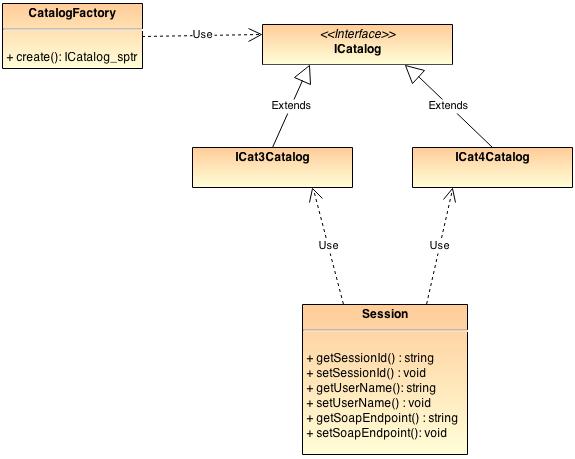 CatalogFactory
+ create(): ICatalog_sptr
Use
<<Interface>>
ICatalog
Extends
Extends
ICat3Catalog
ICat4Catalog
Use
Use
Session
+ getSessionId() : string
+ setSessionId() : void
+ getUserName(): string
+ setUserName() : void
+ getSoapEndpoint() : string
+ setSoapEndpoint(): void